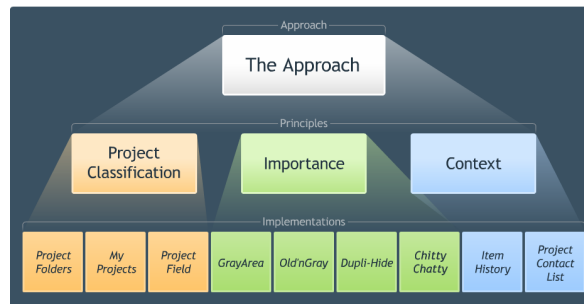 Approach
The Approach
Principles
Project
Classification
Importance
Context
Implementations
Project
Folders
My
Projects
Project
Field
GrayArea
Old'nGray
Dupli-Hide
Chitty
Chatty
Item
History
Project
Contact
List